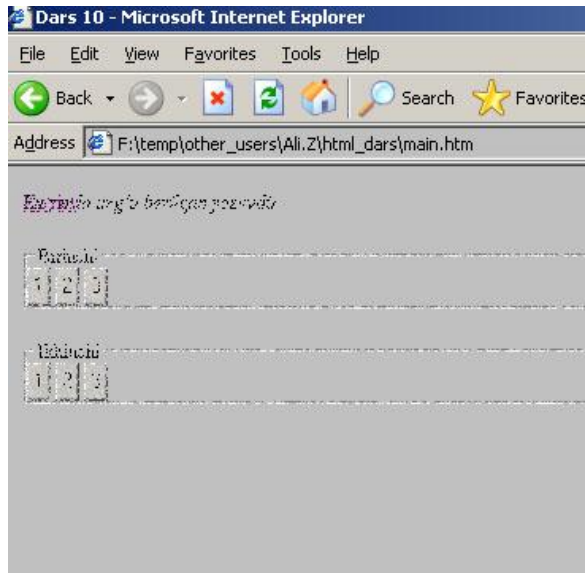 Dars 10 - Microsoft Internet Explorer
File Edit View Favorites Tools Help
Back Search Favorites
Address F:\temp\other_users\Ali.Z\html_dars\main.htm
berilgan
Birinchi
1 2 3
Ikkinchi
1 2 3